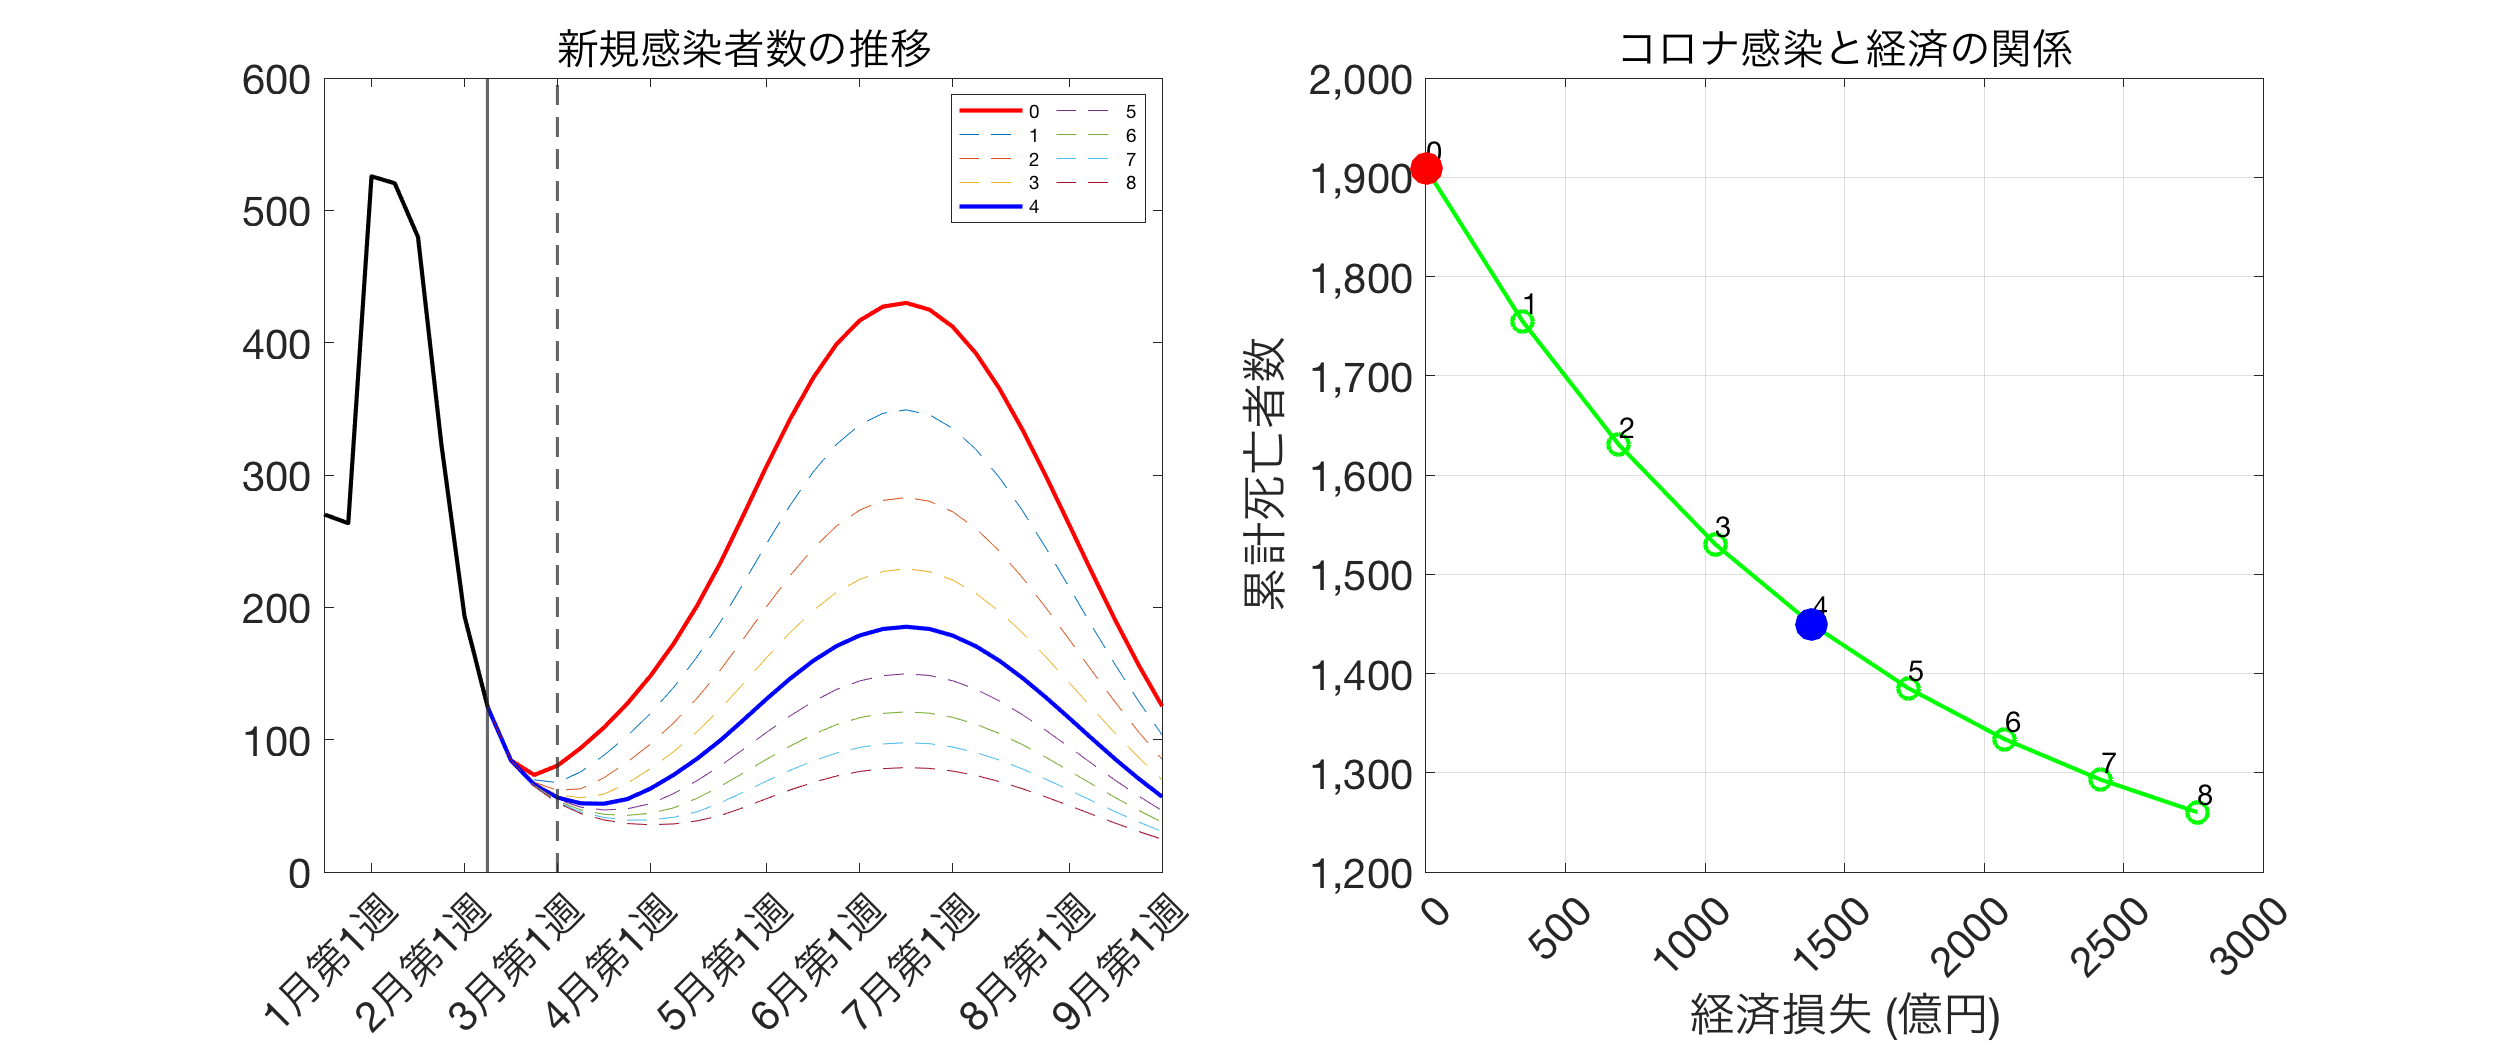 新規感染者数の推移
600
500
400
300
200
100
0
0 5
1 6
2 7
3 8
4
1月第1週
2月第1週
3月第1週
4月第1週
5月第1週
6月第1週
7月第1週
8月第1週
9月第1週
コロナ感染と経済の関係
累計死亡者数
2,000
1,900
1,800
1,700
1,600
1,500
1,400
1,300
1,200
0
1
2
3
4
5
6
7
8
0
500
1000
1500
2000
2500
3000
経済損失 (億円)